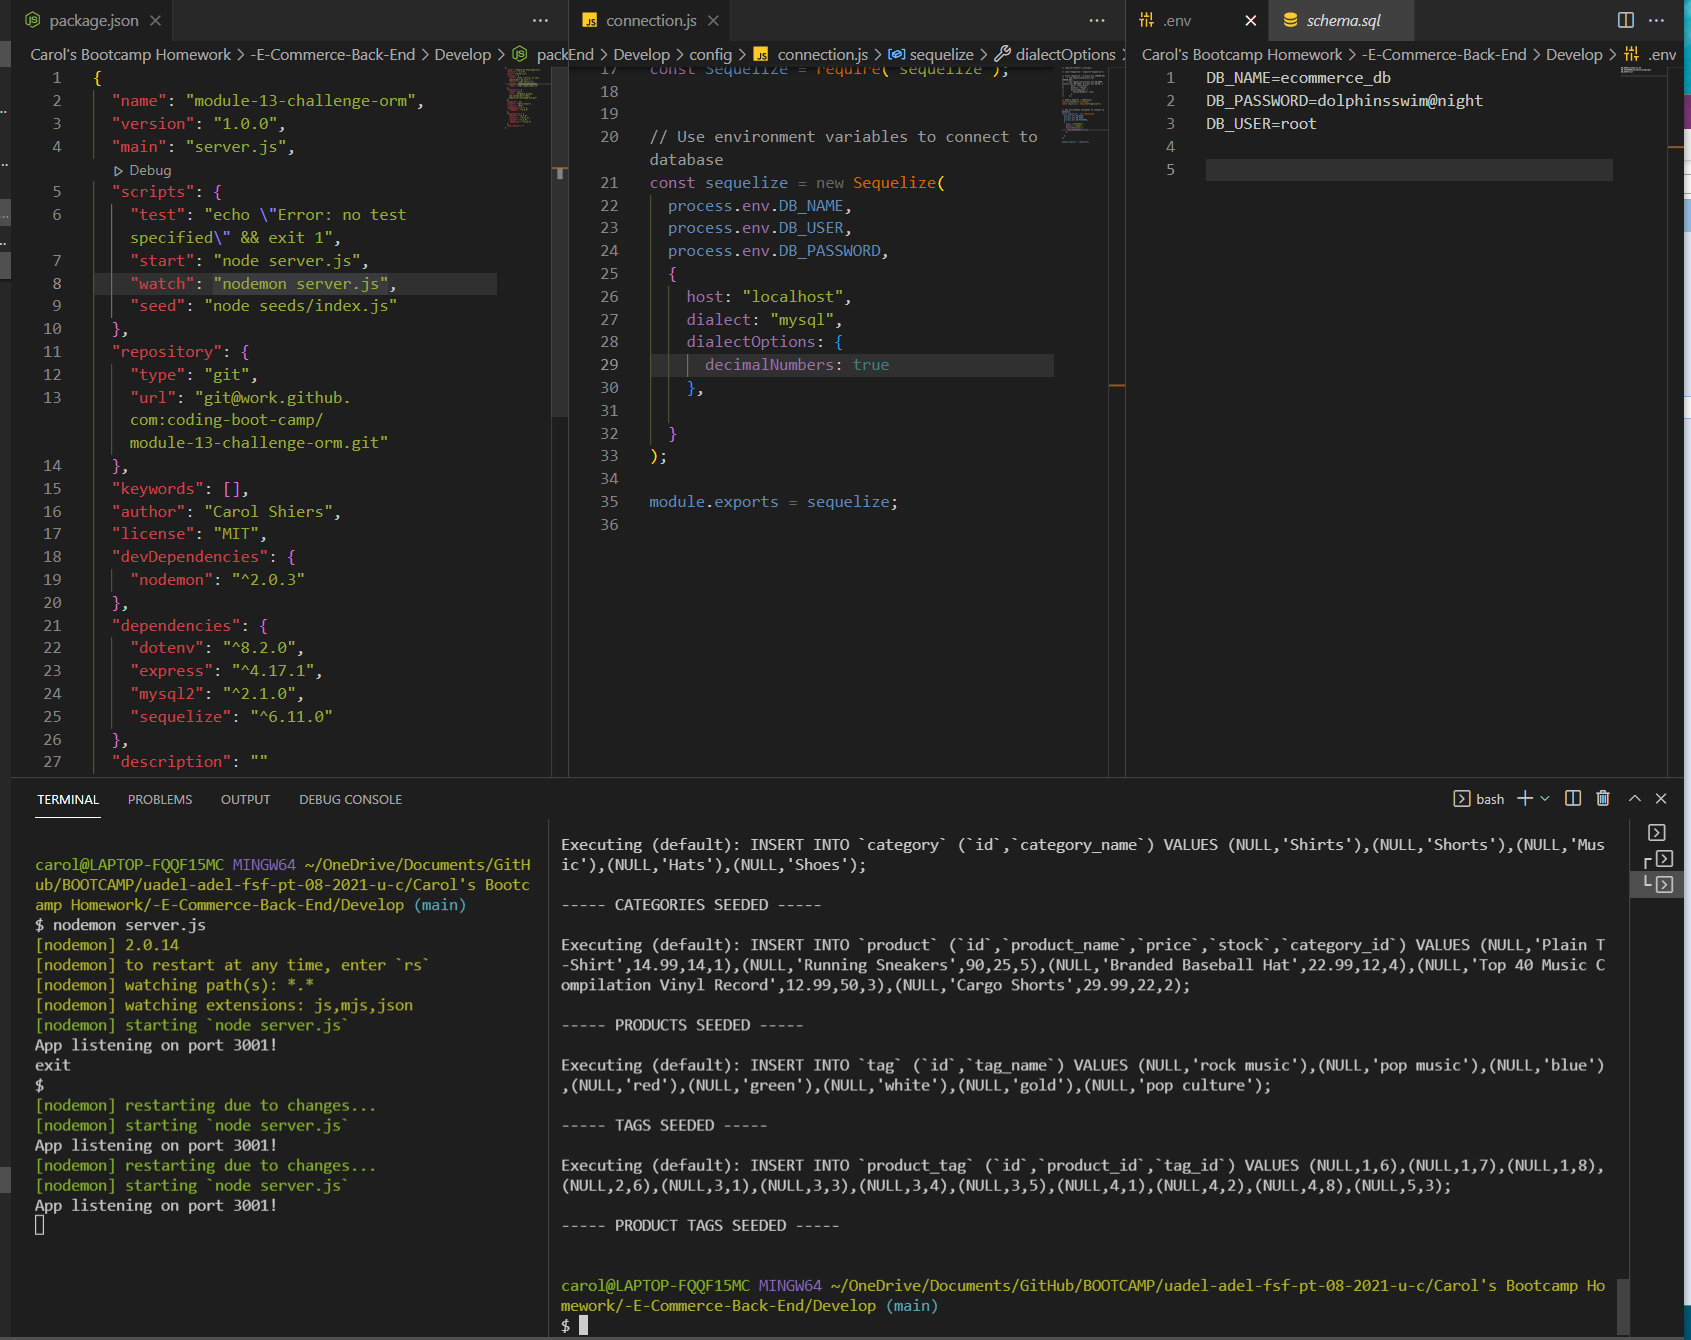 package.json
Carol's Bootcamp Homework > -E-Commerce-Back-End > Develop > pack
1 {
2 "name": "module-13-challenge-orm",
3 "version": "1.0.0",
4 "main": "server.js",
Debug
5 "scripts": {
6 "test": "echo \"Error: no test
specified\" && exit 1",
7 "start": "node server.js",
8 "watch": "nodemon server.js",
9 "seed": "node seeds/index.js"
10 },
11 "repository": {
12 "type": "git",
13 "url": "git@work.github.
com:coding-boot-camp/
module-13-challenge-orm.git"
14 },
15 "keywords": [],
16 "author": "Carol Shiers",
17 "license": "MIT",
18 "devDependencies": {
19 "nodemon": "^2.0.3"
20 },
21 "dependencies": {
22 "dotenv": "^8.2.0",
23 "express": "^4.17.1",
24 "mysql2": "^2.1.0",
25 "sequelize": "^6.11.0"
26 },
27 "description": ""
connection.js
End > Develop > config > connection.js > sequelize > dialectOptions >
17 const Sequelize = require("sequelize");
18
19
20 // Use environment variables to connect to
database
21 const sequelize = new Sequelize(
22 process.env.DB_NAME,
23 process.env.DB_USER,
24 process.env.DB_PASSWORD,
25 {
26 host: "localhost",
27 dialect: "mysql",
28 dialectOptions: {
29 decimalNumbers: true
30 },
31
32 }
33 );
34
35 module.exports = sequelize;
36
.env schema.sql
Carol's Bootcamp Homework > -E-Commerce-Back-End > Develop > .env
1 DB_NAME=ecommerce_db
2 DB_PASSWORD=dolphinsswim@night
3 DB_USER=root
4
5
TERMINAL PROBLEMS OUTPUT DEBUG CONSOLE
bash
carol@LAPTOP-FQQF15MC MINGW64 ~/OneDrive/Documents/GitH
ub/BOOTCAMP/uadel-adel-fsf-pt-08-2021-u-c/Carol's Bootc
amp Homework/-E-Commerce-Back-End/Develop (main)
$ nodemon server.js
[nodemon] 2.0.14
[nodemon] to restart at any time, enter `rs`
[nodemon] watching path(s): *.*
[nodemon] watching extensions: js,mjs,json
[nodemon] starting `node server.js`
App listening on port 3001!
exit
$
[nodemon] restarting due to changes...
[nodemon] starting `node server.js`
App listening on port 3001!
[nodemon] restarting due to changes...
[nodemon] starting `node server.js`
App listening on port 3001!
Executing (default): INSERT INTO `category` (`id`,`category_name`) VALUES (NULL,'Shirts'),(NULL,'Shorts'),(NULL,'Mus
ic'),(NULL,'Hats'),(NULL,'Shoes');
----- CATEGORIES SEEDED -----
Executing (default): INSERT INTO `product` (`id`,`product_name`,`price`,`stock`,`category_id`) VALUES (NULL,'Plain T
-Shirt',14.99,14,1),(NULL,'Running Sneakers',90,25,5),(NULL,'Branded Baseball Hat',22.99,12,4),(NULL,'Top 40 Music C
ompilation Vinyl Record',12.99,50,3),(NULL,'Cargo Shorts',29.99,22,2);
----- PRODUCTS SEEDED -----
Executing (default): INSERT INTO `tag` (`id`,`tag_name`) VALUES (NULL,'rock music'),(NULL,'pop music'),(NULL,'blue')
,(NULL,'red'),(NULL,'green'),(NULL,'white'),(NULL,'gold'),(NULL,'pop culture');
----- TAGS SEEDED -----
Executing (default): INSERT INTO `product_tag` (`id`,`product_id`,`tag_id`) VALUES (NULL,1,6),(NULL,1,7),(NULL,1,8),
(NULL,2,6),(NULL,3,1),(NULL,3,3),(NULL,3,4),(NULL,3,5),(NULL,4,1),(NULL,4,2),(NULL,4,8),(NULL,5,3);
----- PRODUCT TAGS SEEDED -----
carol@LAPTOP-FQQF15MC MINGW64 ~/OneDrive/Documents/GitHub/BOOTCAMP/uadel-adel-fsf-pt-08-2021-u-c/Carol's Bootcamp Ho
mework/-E-Commerce-Back-End/Develop (main)
$